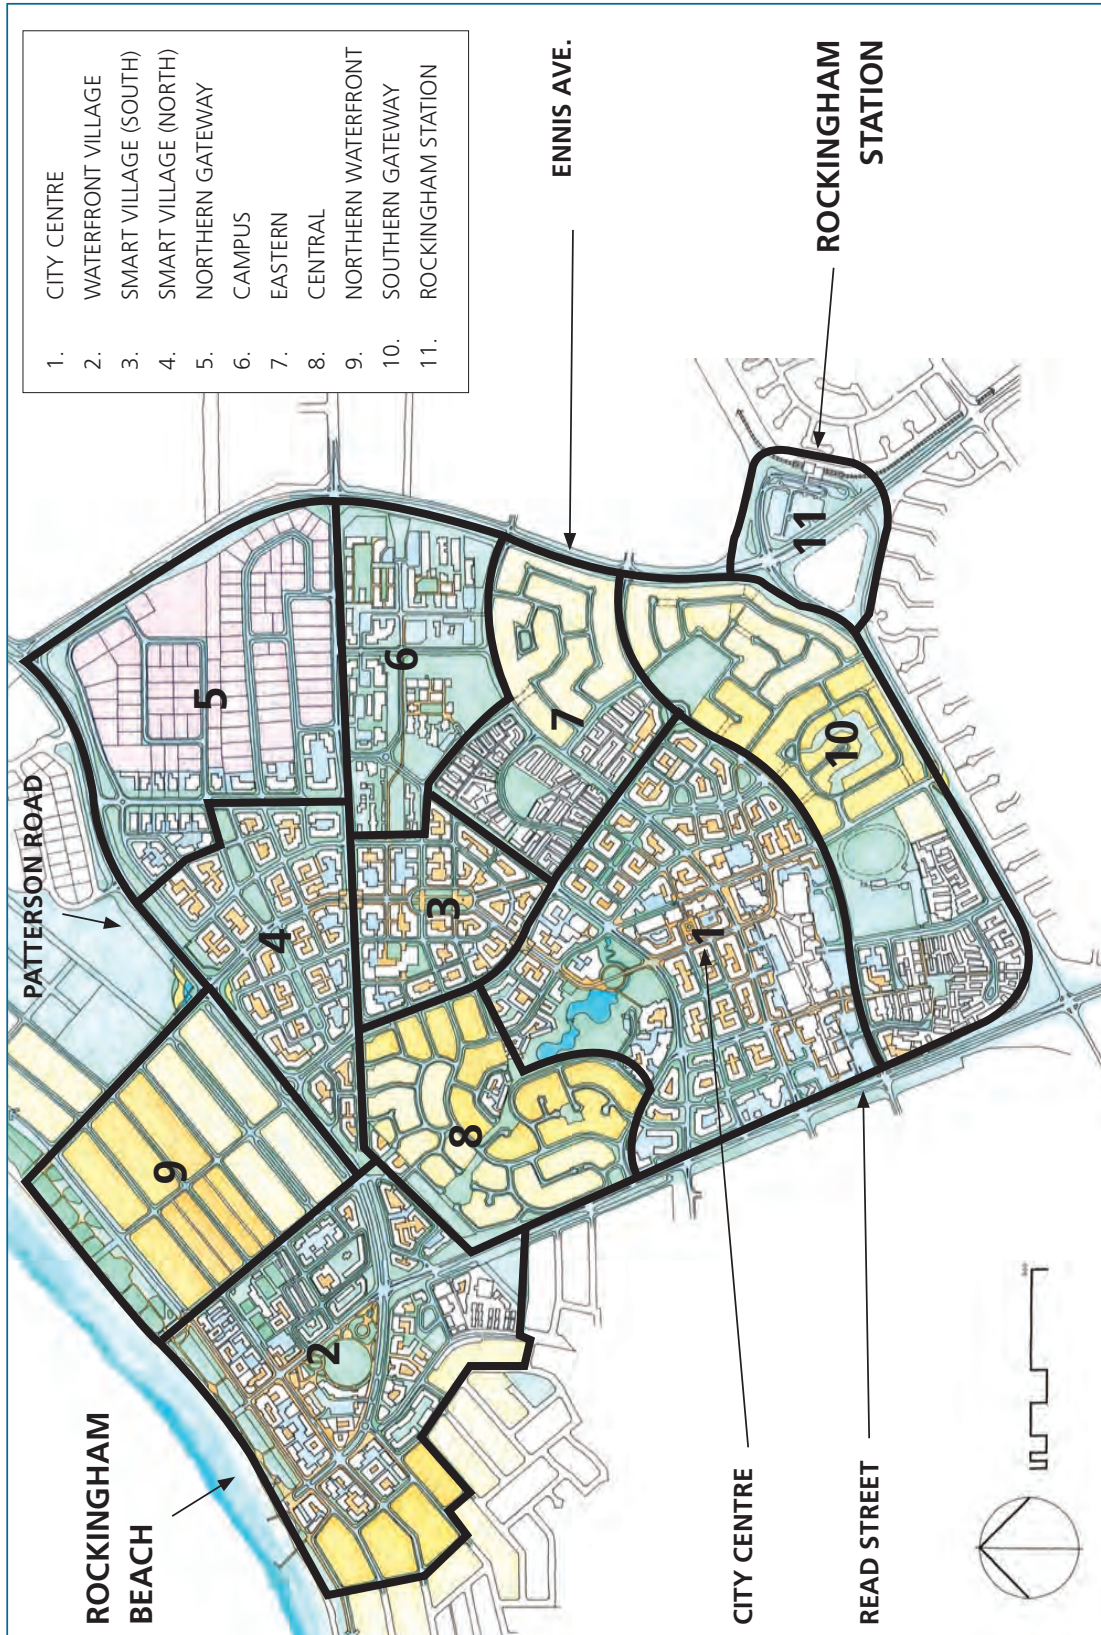 1. CITY CENTRE
2. WATERFRONT VILLAGE
3. SMART VILLAGE (SOUTH)
4. SMART VILLAGE (NORTH)
5. NORTHERN GATEWAY
6. CAMPUS
7. EASTERN
8. CENTRAL
9. NORTHERN WATERFRONT
10. SOUTHERN GATEWAY
11. ROCKINGHAM STATION
ROCKINGHAM
BEACH
PATTERSON ROAD
ENNIS AVE.
ROCKINGHAM
STATION
CITY CENTRE
READ STREET
9
5
4
2
6
3
8
7
1
10
11